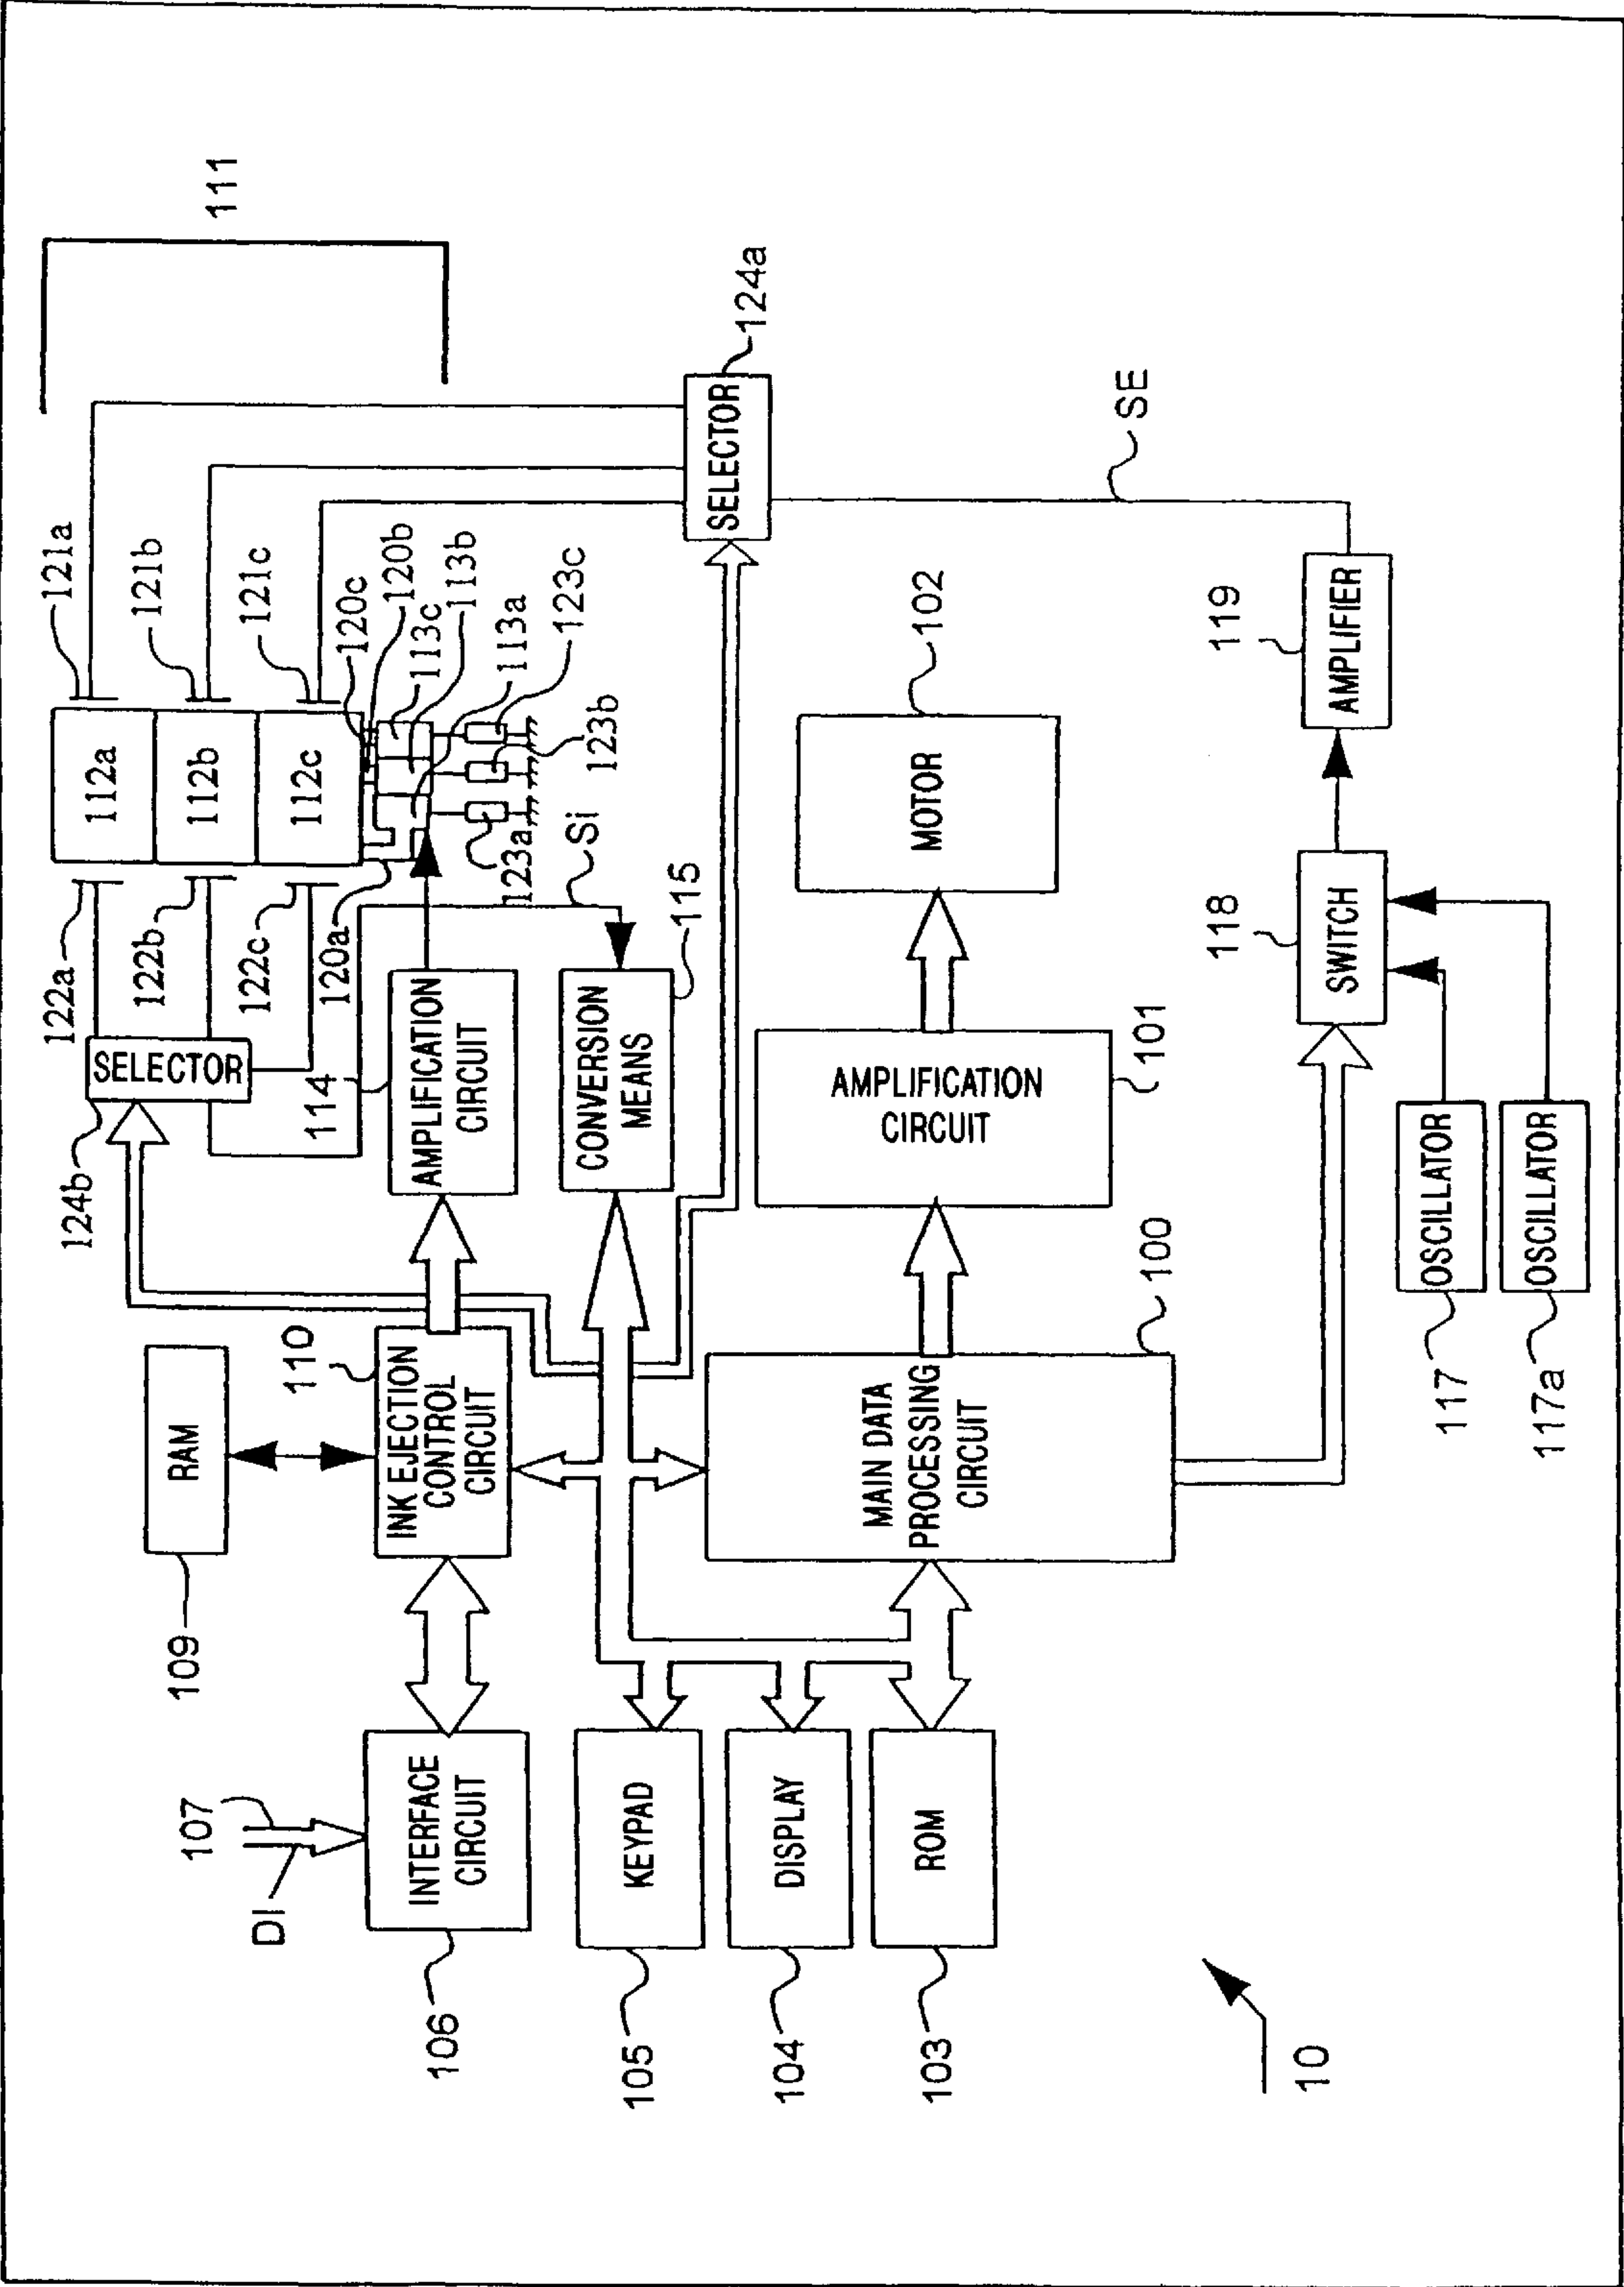 111
121a
121b
121c
120c
120b
113c
113b
113a
123c
123b
123a
112a
112b
112c
122a
122b
122c
120a
Si
SELECTOR
124a
SELECTOR
124b
114
AMPLIFICATION
CIRCUIT
CONVERSION
MEANS
115
102
MOTOR
AMPLIFICATION
CIRCUIT
101
SE
119
AMPLIFIER
118
SWITCH
109
RAM
110
INK EJECTION
CONTROL
CIRCUIT
MAIN DATA
PROCESSING
CIRCUIT
100
OSCILLATOR
117
OSCILLATOR
117a
107
DI
INTERFACE
CIRCUIT
106
KEYPAD
105
DISPLAY
104
ROM
103
10